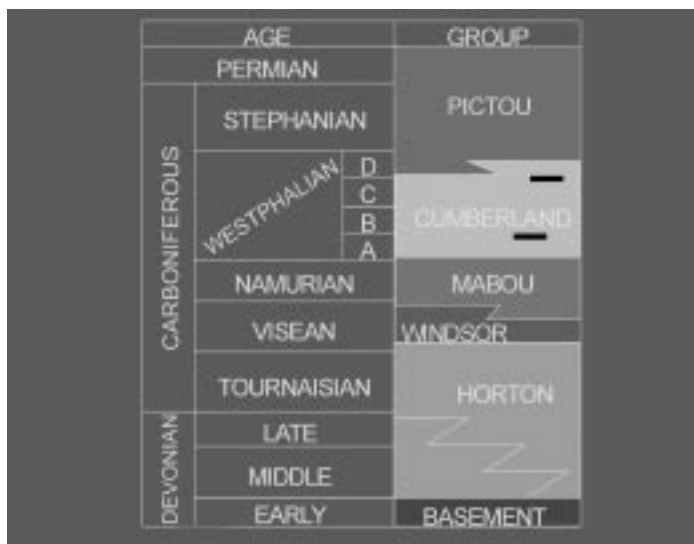 AGE GROUP
PERMIAN
PICTOU
STEPHANIAN
CARBONIFEROUS
WESTPHALIAN
D
C
B
A
CUMBERLAND
NAMURIAN MABOU
VISEAN WINDSOR
TOURNAISIAN HORTON
DEVONIAN
LATE
MIDDLE
EARLY BASEMENT